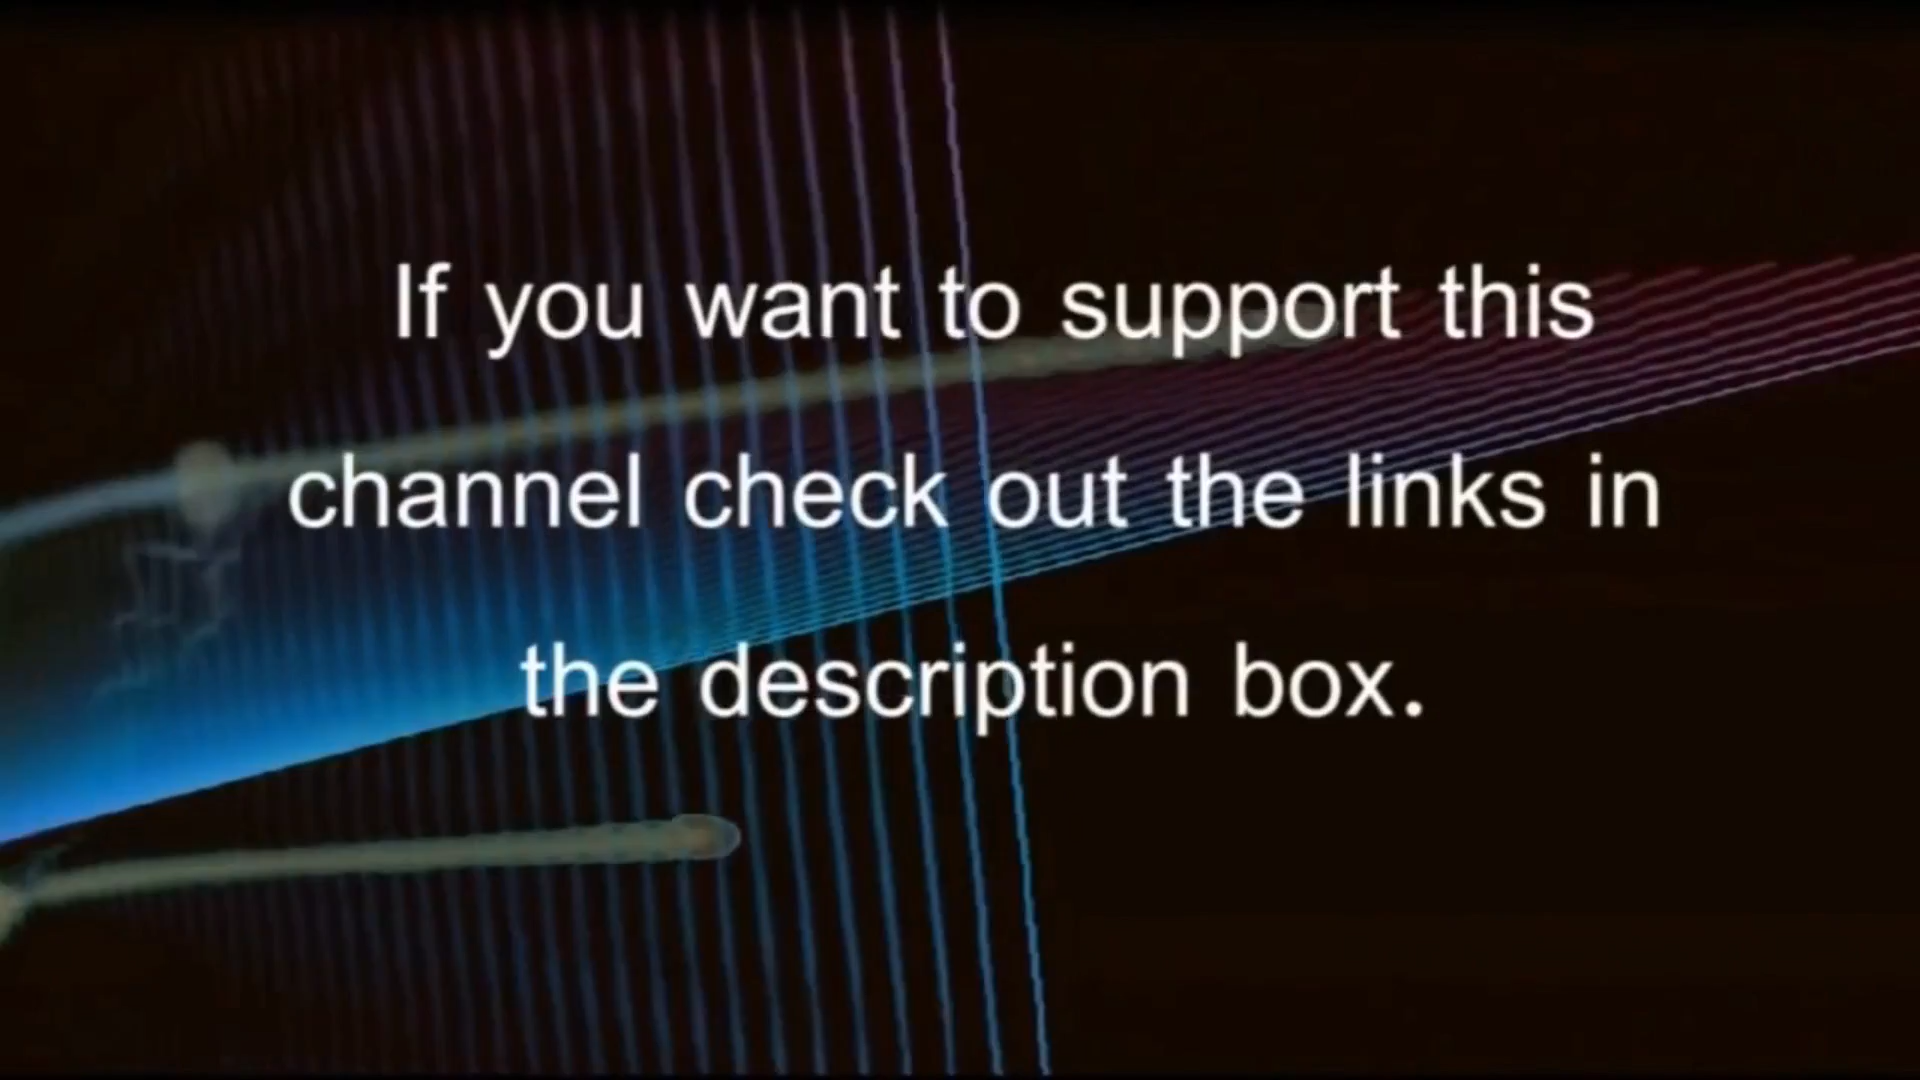 If you want to support this
channel check out the links in
the description box.